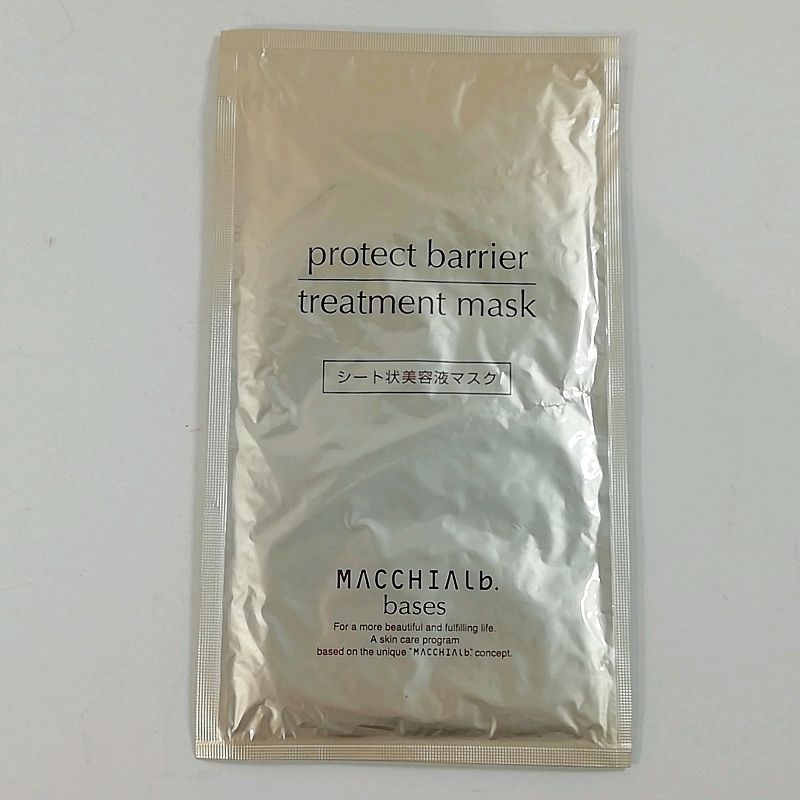 protect barrier
treatment mask
シート状美容液マスク
MACCHIALb.
bases
For a more beautiful and fulfilling life.
A skin care program
based on the unique "MACCHIALb." concept.